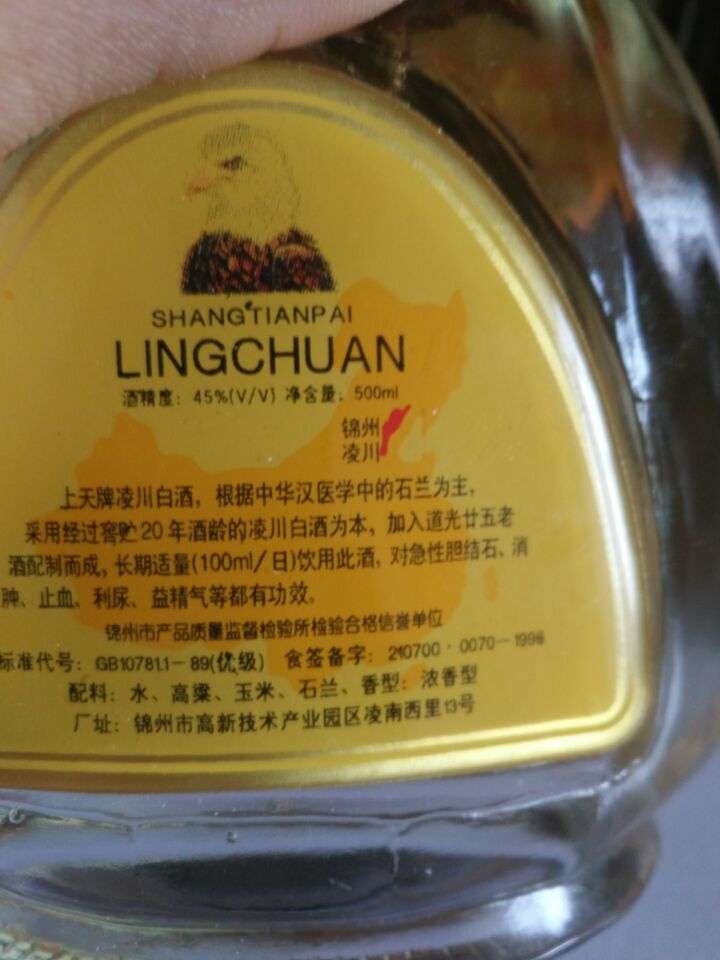 SHANGTIANPAI
LINGCHUAN
酒精度：45%(V/V) 净含量：500ml
锦州
凌川
上天牌凌川白酒，根据中华汉医学中的石兰为主，
采用经过窖贮20年酒龄的凌川白酒为本，加入道光廿五老
酒配制而成，长期适量(100ml/日)饮用此酒，对急性胆结石、消
肿、止血、利尿、益精气等都有功效。
锦州市产品质量监督检验所检验合格信誉单位
标准代号：GB10781.1-89(优级) 食签备字：210700·0070-1998
配料：水、高粱、玉米、石兰、香型：浓香型
厂址：锦州市高新技术产业园区凌南西里13号